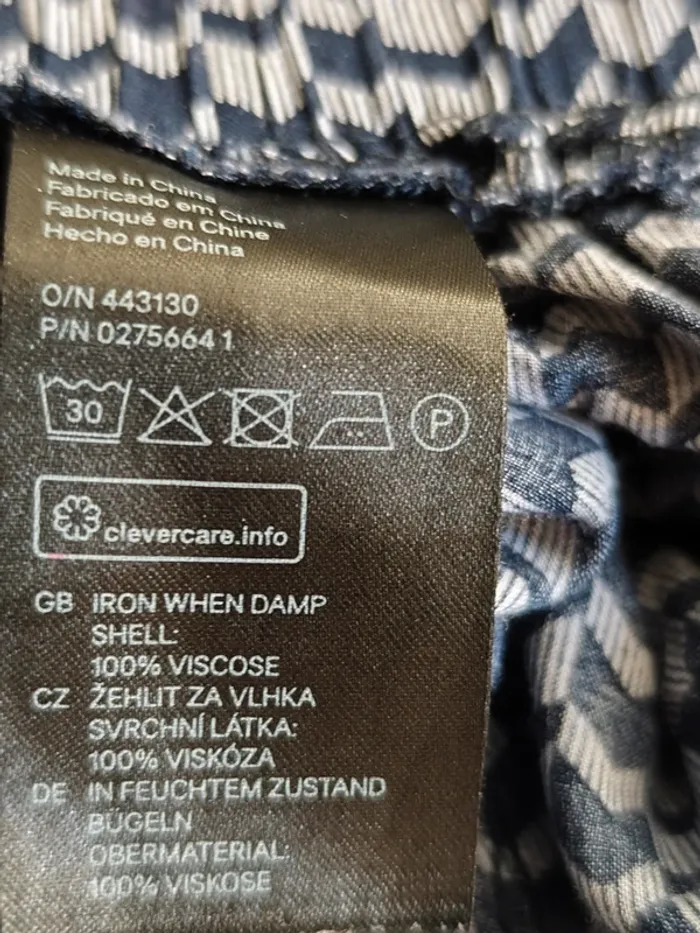 Made in China
Fabricado em China
Fabriqué en Chine
Hecho en China
O/N 443130
P/N 0275664 1
30
P
clevercare.info
GB IRON WHEN DAMP
SHELL:
100% VISCOSE
CZ ŽEHLIT ZA VLHKA
SVRCHNÍ LÁTKA:
100% VISKÓZA
DE IN FEUCHTEM ZUSTAND
BÜGELN
OBERMATERIAL:
100% VISKOSE